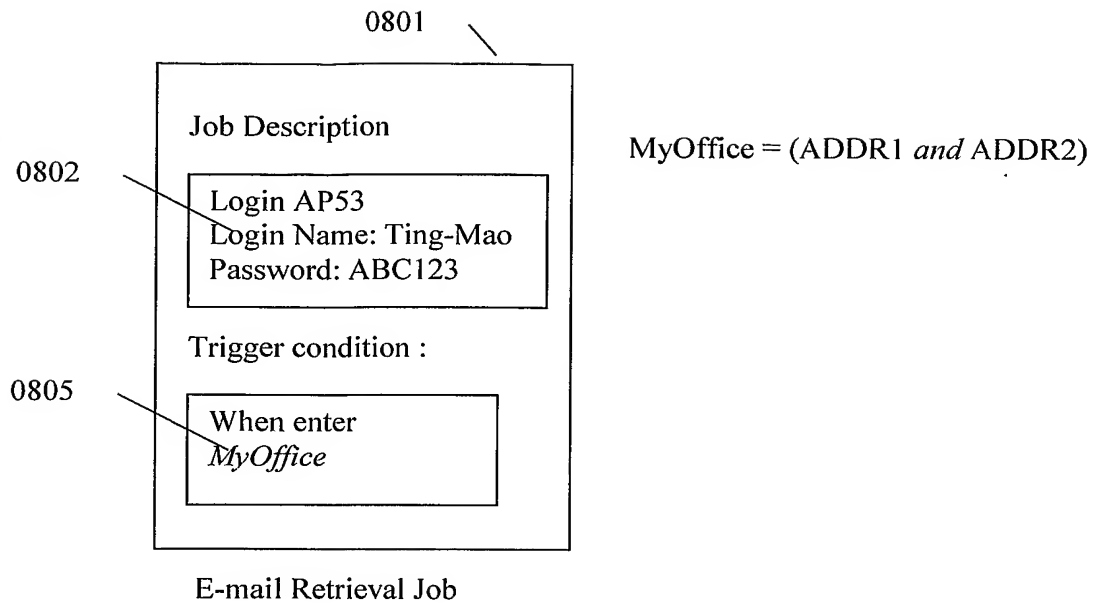 0801
Job Description
MyOffice = (ADDR1 and ADDR2)
0802
Login AP53
Login Name: Ting-Mao
Password: ABC123
Trigger condition :
0805
When enter
MyOffice
E-mail Retrieval Job